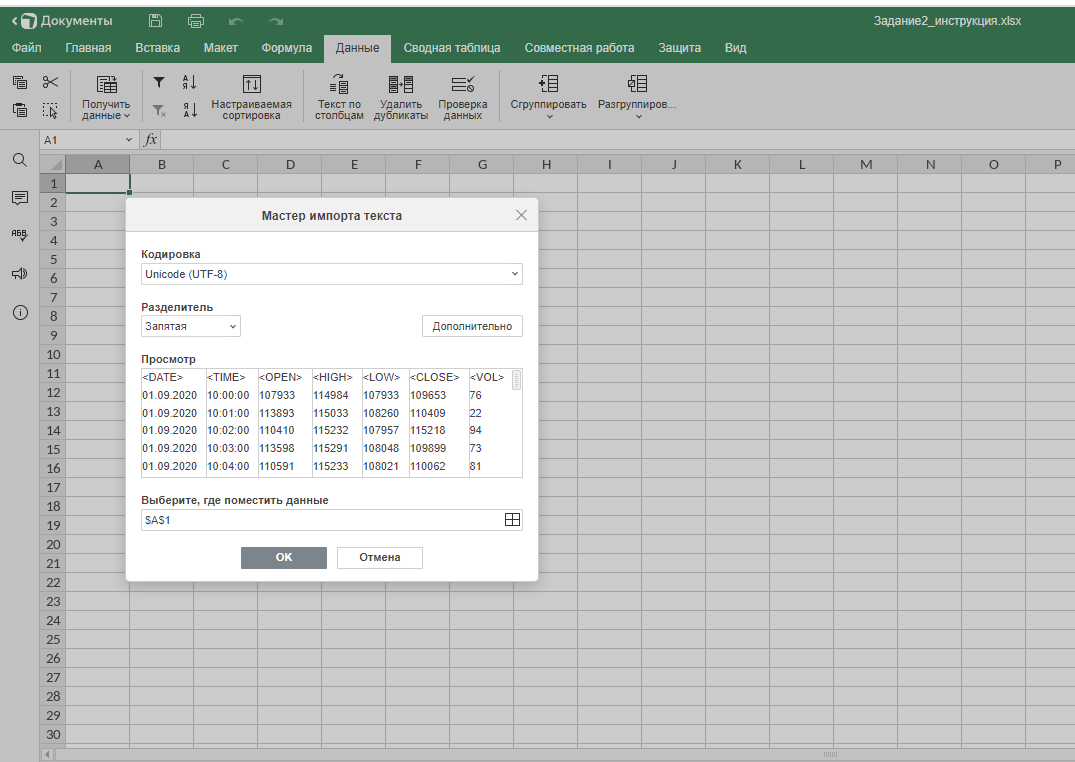 Документы
Задание2_инструкция.xlsx
Файл Главная Вставка Макет Формула Данные Сводная таблица Совместная работа Защита Вид
Получить данные
Настраиваемая сортировка
Текст по столбцам
Удалить дубликаты
Проверка данных
Сгруппировать
Разгруппиров...
A1 fx
A B C D E F G H I J K L M N O P
1
2
3
4
5
6
7
8
9
10
11
12
13
14
15
16
17
18
19
20
21
22
23
24
25
26
27
28
29
30
Мастер импорта текста
Кодировка
Unicode (UTF-8)
Разделитель
Запятая
Дополнительно
Просмотр
<DATE> <TIME> <OPEN> <HIGH> <LOW> <CLOSE> <VOL>
01.09.2020 10:00:00 107933 114984 107933 109653 76
01.09.2020 10:01:00 113893 115033 108260 110409 22
01.09.2020 10:02:00 110410 115232 107957 115218 94
01.09.2020 10:03:00 113598 115291 108048 109899 73
01.09.2020 10:04:00 110591 115233 108021 110062 81
Выберите, где поместить данные
$A$1
ОК Отмена